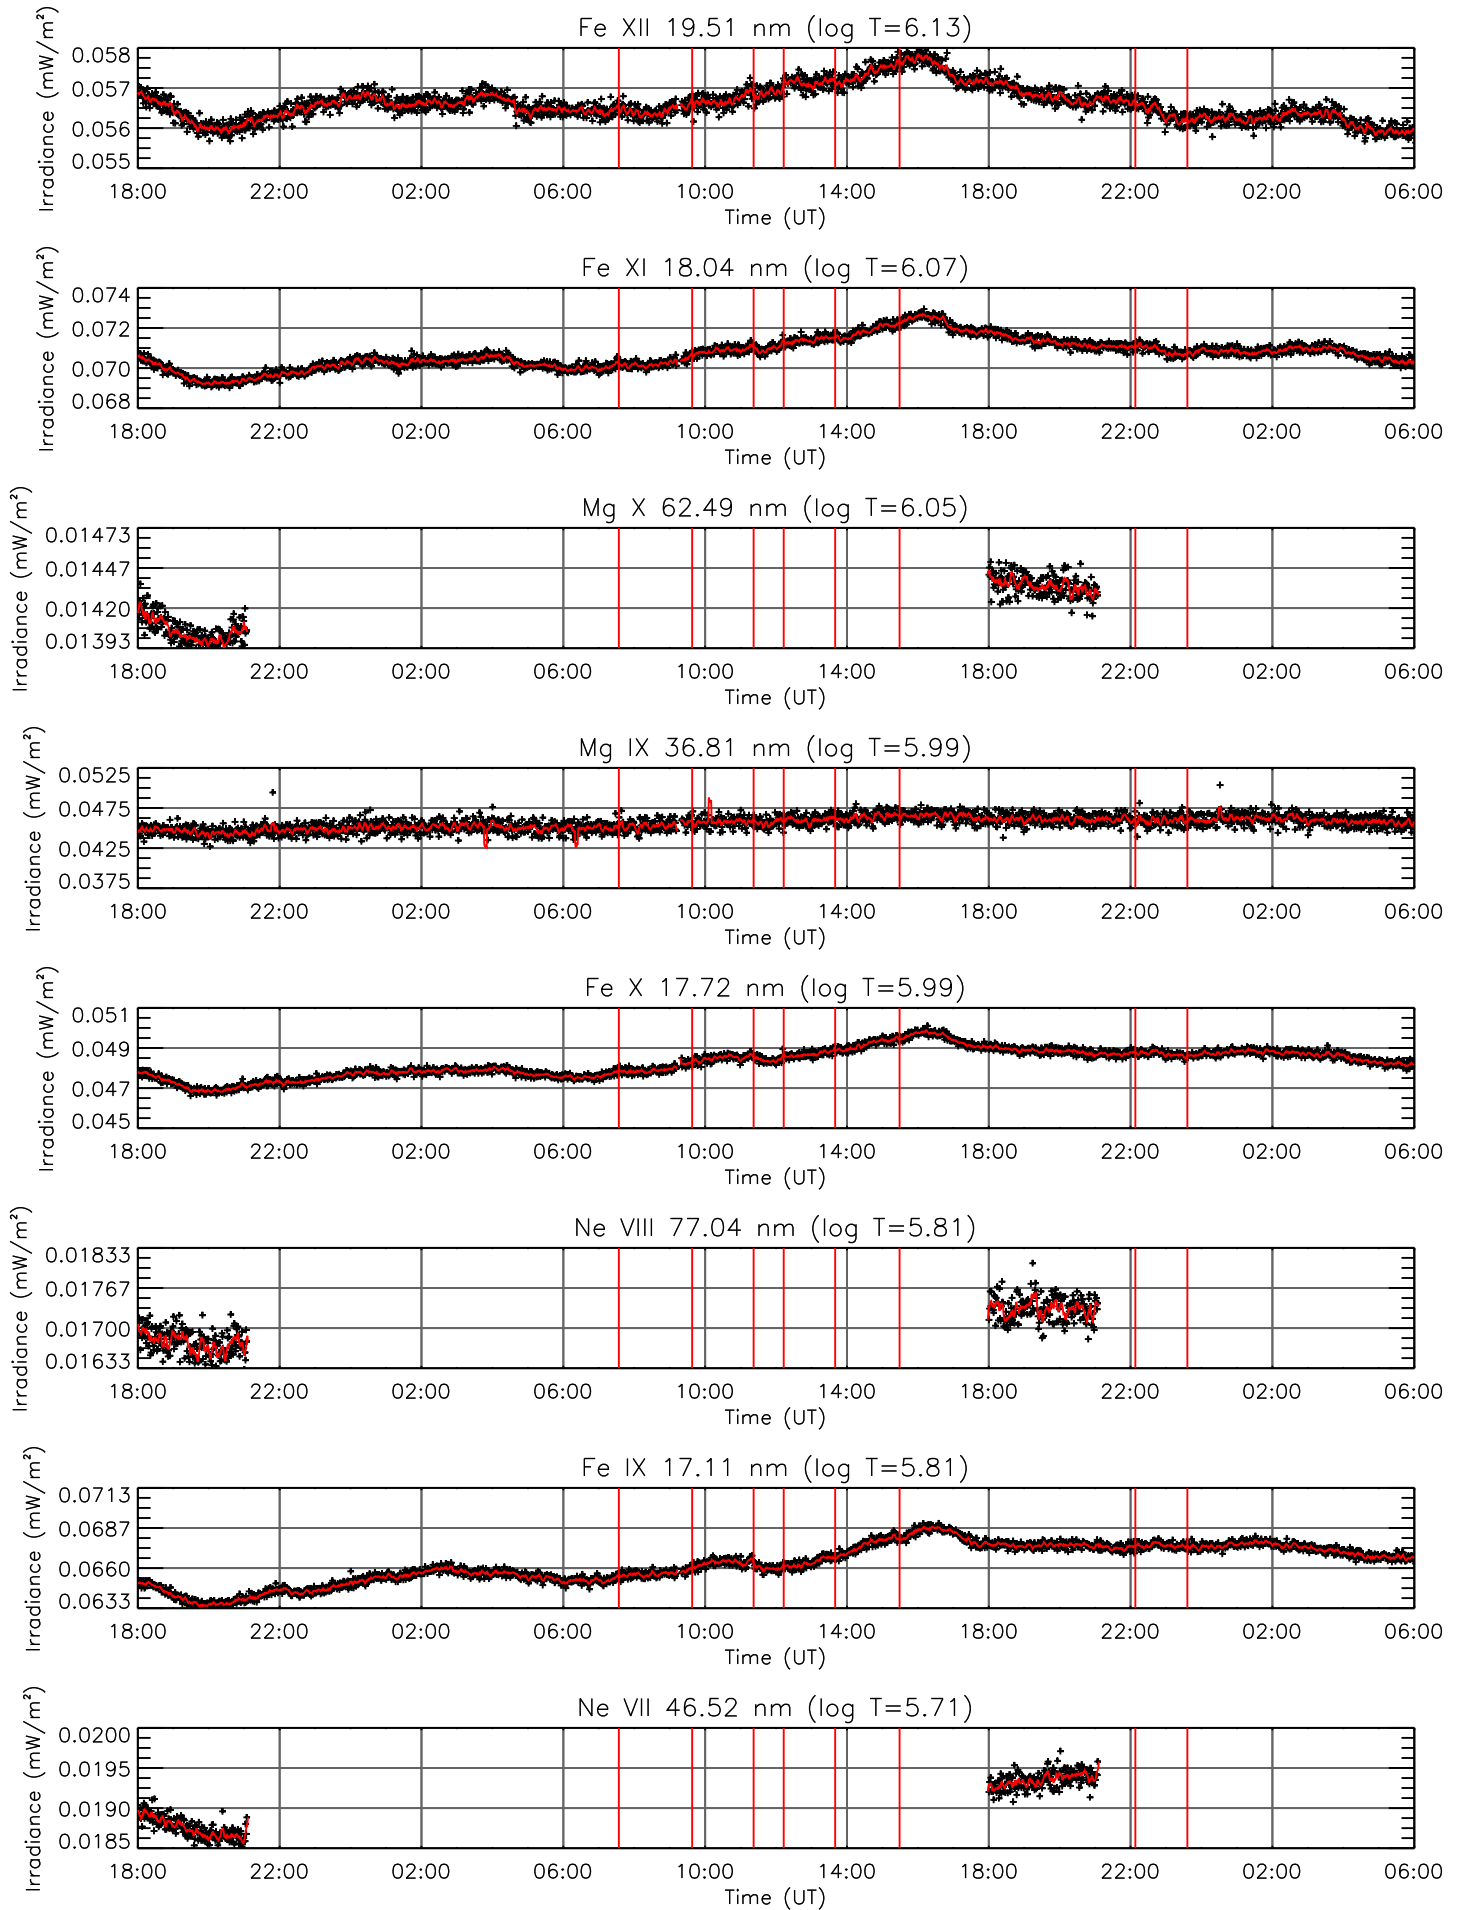 Fe XII 19.51 nm (log T=6.13)
Irradiance (mW/m²)
0.058
0.057
0.056
0.055
18:00 22:00 02:00 06:00 10:00 14:00 18:00 22:00 02:00 06:00
Time (UT)
Fe XI 18.04 nm (log T=6.07)
Irradiance (mW/m²)
0.074
0.072
0.070
0.068
18:00 22:00 02:00 06:00 10:00 14:00 18:00 22:00 02:00 06:00
Time (UT)
Mg X 62.49 nm (log T=6.05)
Irradiance (mW/m²)
0.01473
0.01447
0.01420
0.01393
18:00 22:00 02:00 06:00 10:00 14:00 18:00 22:00 02:00 06:00
Time (UT)
Mg IX 36.81 nm (log T=5.99)
Irradiance (mW/m²)
0.0525
0.0475
0.0425
0.0375
18:00 22:00 02:00 06:00 10:00 14:00 18:00 22:00 02:00 06:00
Time (UT)
Fe X 17.72 nm (log T=5.99)
Irradiance (mW/m²)
0.051
0.049
0.047
0.045
18:00 22:00 02:00 06:00 10:00 14:00 18:00 22:00 02:00 06:00
Time (UT)
Ne VIII 77.04 nm (log T=5.81)
Irradiance (mW/m²)
0.01833
0.01767
0.01700
0.01633
18:00 22:00 02:00 06:00 10:00 14:00 18:00 22:00 02:00 06:00
Time (UT)
Fe IX 17.11 nm (log T=5.81)
Irradiance (mW/m²)
0.0713
0.0687
0.0660
0.0633
18:00 22:00 02:00 06:00 10:00 14:00 18:00 22:00 02:00 06:00
Time (UT)
Ne VII 46.52 nm (log T=5.71)
Irradiance (mW/m²)
0.0200
0.0195
0.0190
0.0185
18:00 22:00 02:00 06:00 10:00 14:00 18:00 22:00 02:00 06:00
Time (UT)